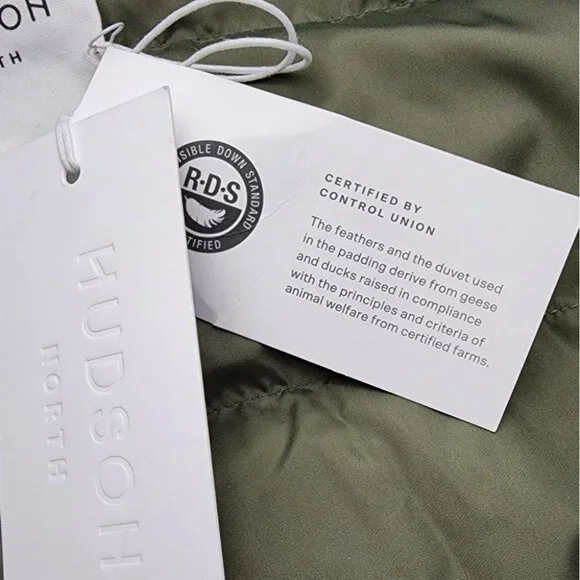 OH
TH
SIBLE DOWN STANDARD
R·D·S
TIFIED
CERTIFIED BY
CONTROL UNION
The feathers and the duvet used
in the padding derive from geese
and ducks raised in compliance
with the principles and criteria of
animal welfare from certified farms.
HUDSOH
NORTH